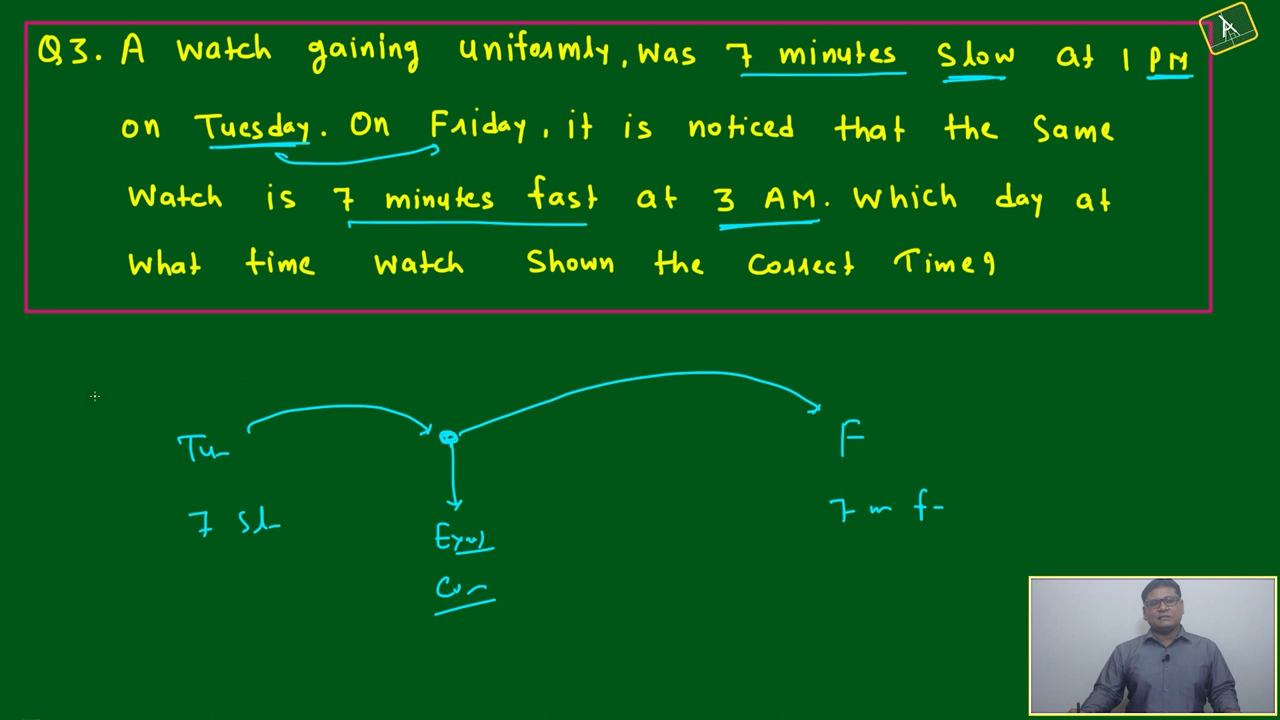 Q3. A watch gaining uniformly, was 7 minutes slow at 1 PM
on Tuesday. On Friday, it is noticed that the same
watch is 7 minutes fast at 3 AM. Which day at
what time watch shown the correct Time?
Tu
F
7 sl
7 m f